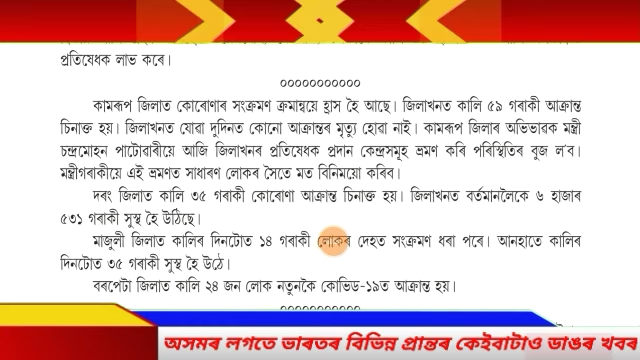 প্ৰতিষেধক লাভ কৰে।
০০০০০০০০০০০
কামৰূপ জিলাত কোৰোণাৰ সংক্ৰমণ ক্ৰমান্বয়ে হ্ৰাস হৈ আছে। জিলাখনত কালি ৫৯ গৰাকী আক্ৰান্ত
চিনাক্ত হয়। জিলাখনত যোৱা দুদিনত কোনো আক্ৰান্তৰ মৃত্যু হোৱা নাই। কামৰূপ জিলাৰ অভিভাৱক মন্ত্ৰী
চন্দ্ৰমোহন পাটোৱাৰীয়ে আজি জিলাখনৰ প্ৰতিষেধক প্ৰদান কেন্দ্ৰসমূহ ভ্ৰমণ কৰি পৰিস্থিতিৰ বুজ ল'ব।
মন্ত্ৰীগৰাকীয়ে এই ভ্ৰমণত সাধাৰণ লোকৰ সৈতে মত বিনিময়ো কৰিব।
দৰং জিলাত কালি ৩৫ গৰাকী কোৰোণা আক্ৰান্ত চিনাক্ত হয়। জিলাখনত বৰ্তমানলৈকে ৬ হাজাৰ
৫৩১ গৰাকী সুস্থ হৈ উঠিছে।
মাজুলী জিলাত কালিৰ দিনটোত ১৪ গৰাকী লোকৰ দেহত সংক্ৰমণ ধৰা পৰে। আনহাতে কালিৰ
দিনটোত ৩৫ গৰাকী সুস্থ হৈ উঠে।
বৰপেটা জিলাত কালি ২৪ জন লোক নতুনকৈ কোভিড-১৯ত আক্ৰান্ত হয়।
০০০০০০০০০০০
অসমৰ লগতে ভাৰতৰ বিভিন্ন প্ৰান্তৰ কেইবাটাও ডাঙৰ খবৰ